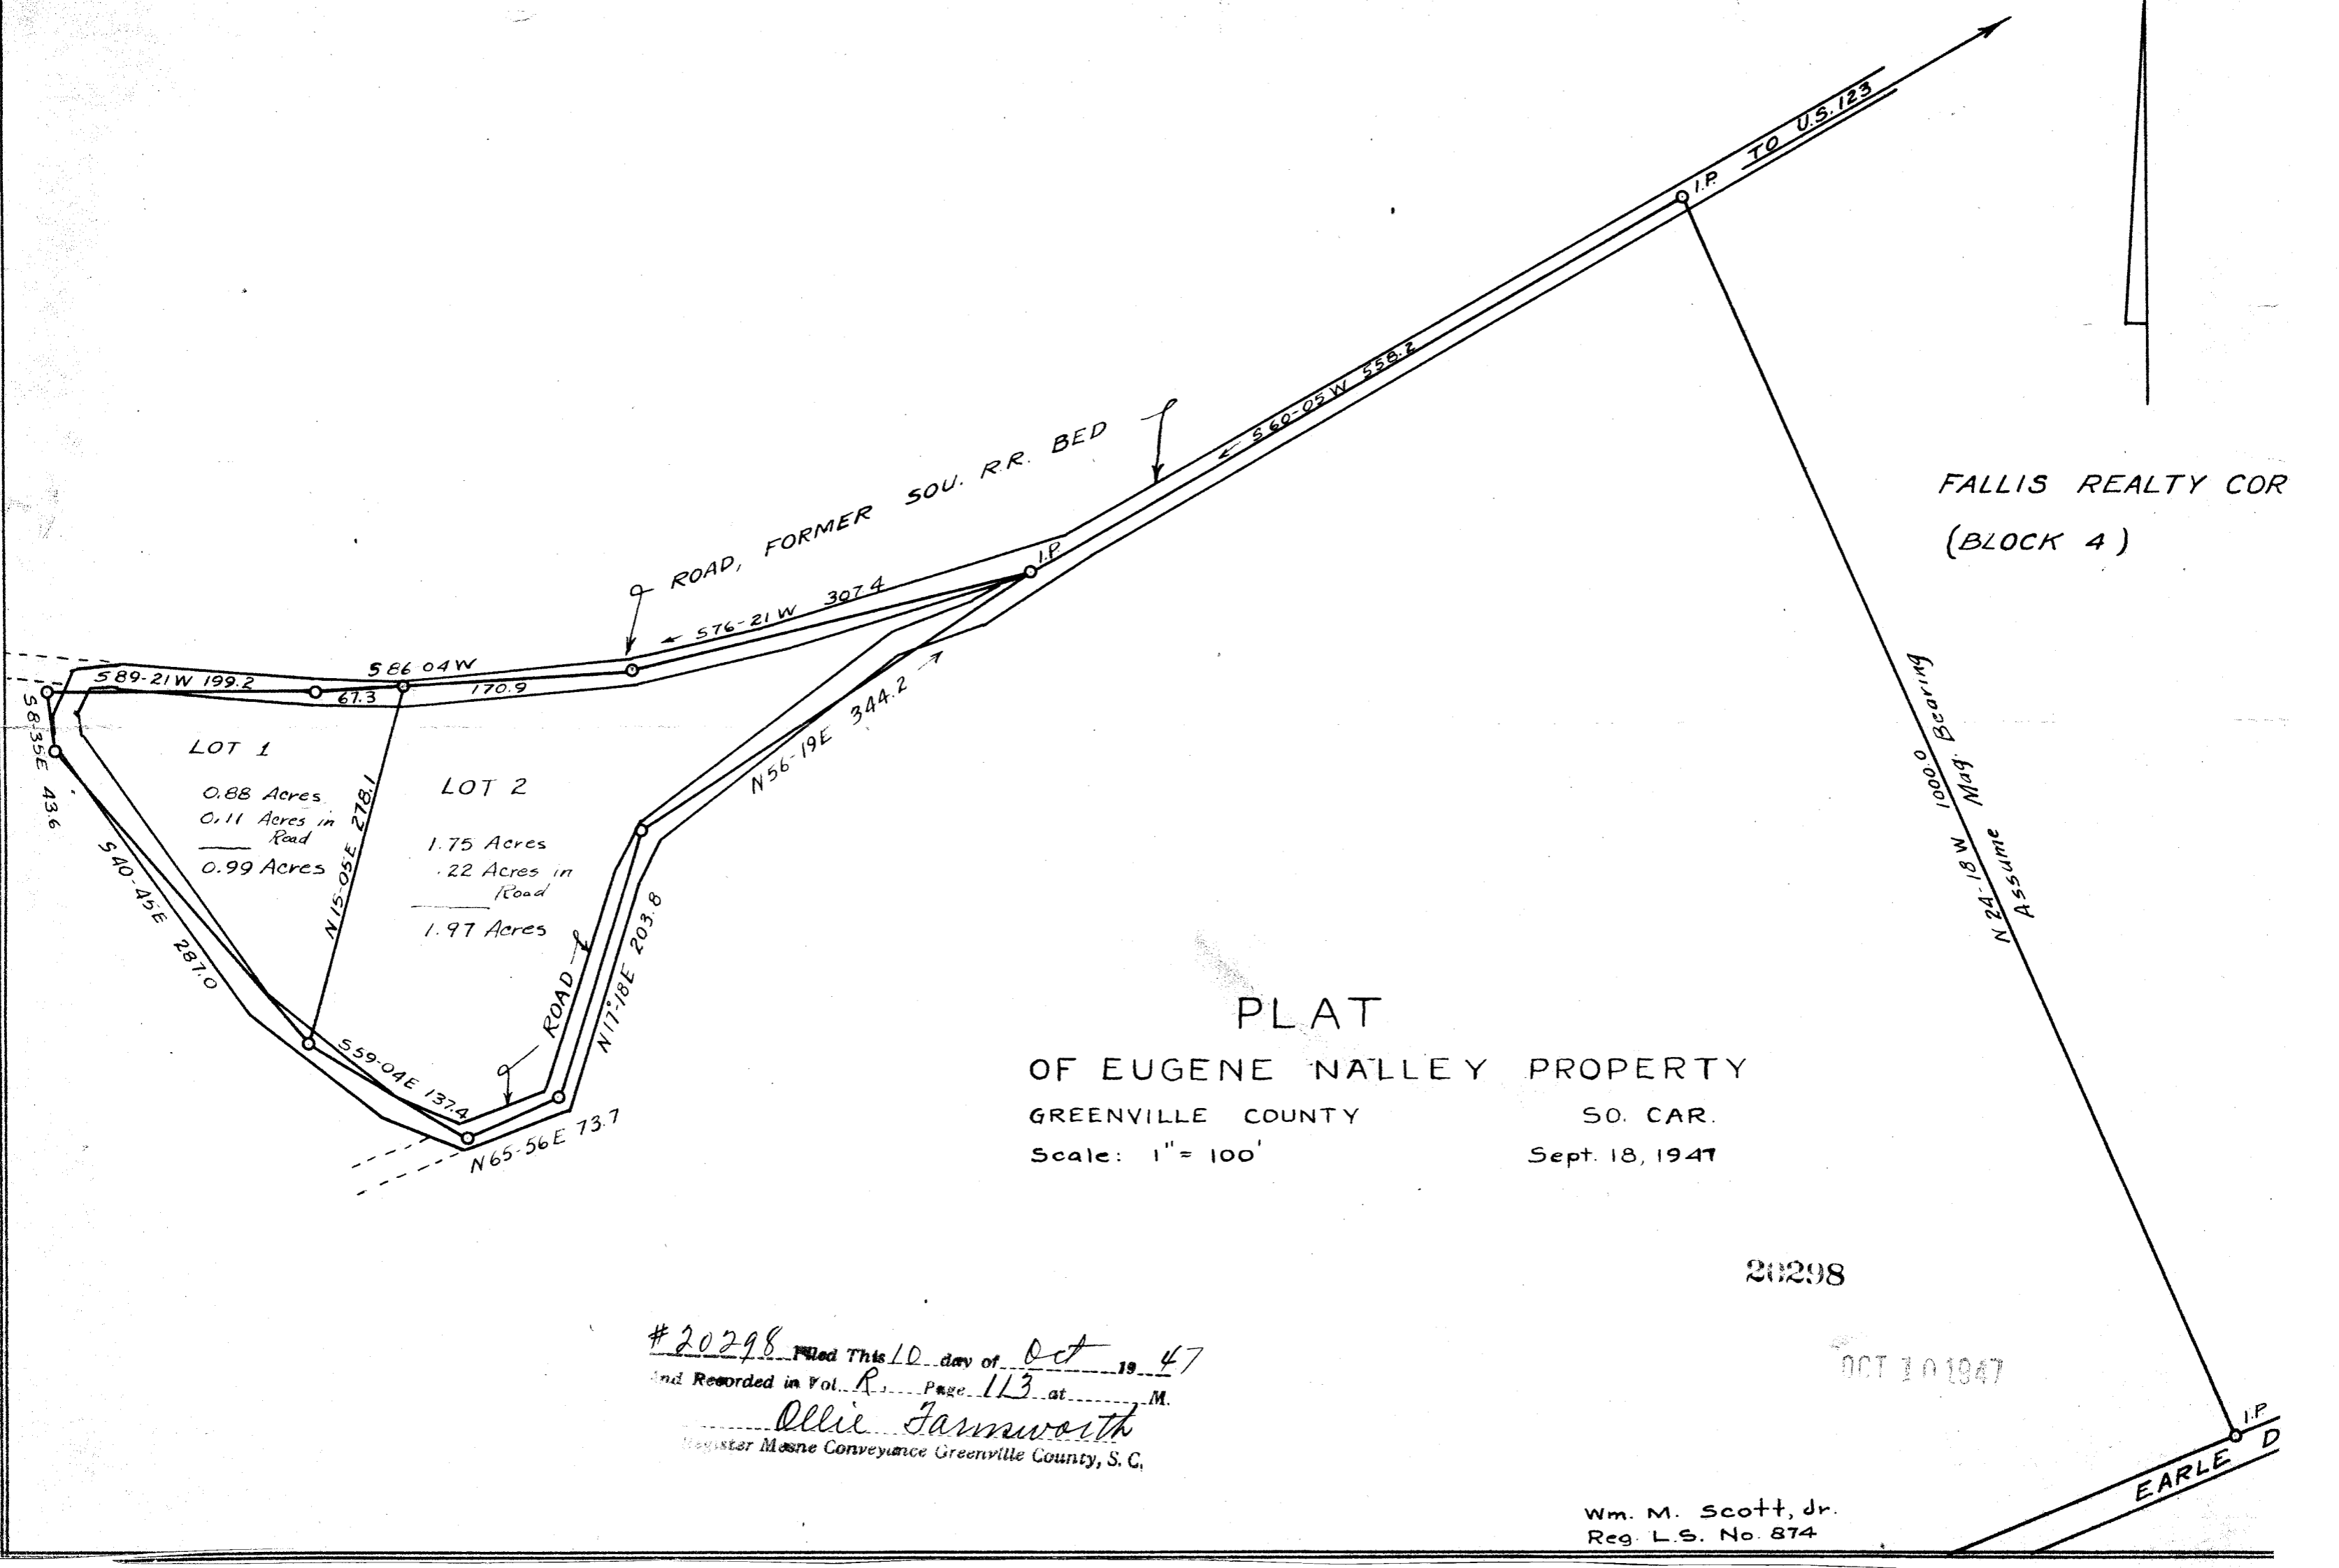 TO U.S. 123
I.P.
FALLIS REALTY COR
(BLOCK 4)
S 60-05 W 558.2
ROAD, FORMER SOU. R.R. BED
I.P.
S76-21 W 307.4
S 86 04 W
S 89-21 W 199.2
67.3
170.9
S 8-35 E 43.6
LOT 1
0.88 Acres
0.11 Acres in
Road
0.99 Acres
N 15-05 E 278.1
LOT 2
1.75 Acres
.22 Acres in
Road
1.97 Acres
S 40-45 E 287.0
N 56-19 E 344.2
N 24-18 W 1000.0
Assume Mag. Bearing
ROAD
N 17°-18 E 203.8
S 59-04 E 137.4
N 65-56 E 73.7
PLAT
OF EUGENE NALLEY PROPERTY
GREENVILLE COUNTY SO. CAR.
Scale: 1" = 100' Sept. 18, 1947
20298
#20298 Filed This 10 day of Oct 19 47
And Recorded in Vol. R. Page 113 at M.
Ollie Farnsworth
Register Mesne Conveyance Greenville County, S. C.
OCT 10 1947
I.P
EARLE D
Wm. M. Scott, dr.
Reg. L.S. No. 874